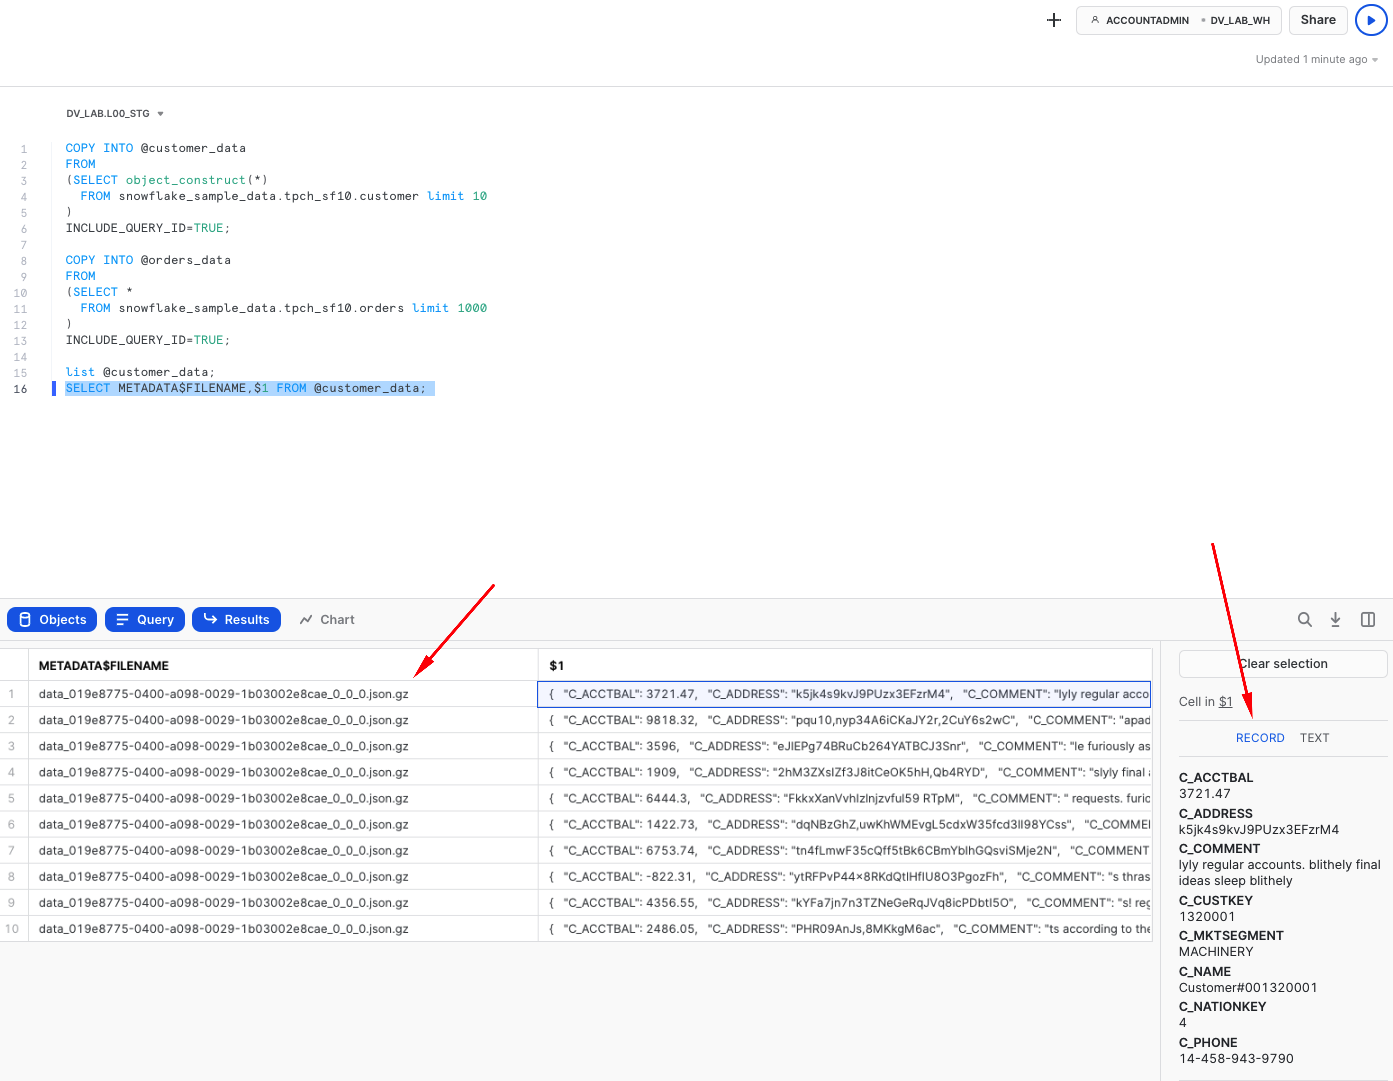 ACCOUNTADMIN • DV_LAB_WH Share
Updated 1 minute ago
DV_LAB.L00_STG
1 COPY INTO @customer_data
2 FROM
3 (SELECT object_construct(*)
4 FROM snowflake_sample_data.tpch_sf10.customer limit 10
5 )
6 INCLUDE_QUERY_ID=TRUE;
7
8 COPY INTO @orders_data
9 FROM
10 (SELECT *
11 FROM snowflake_sample_data.tpch_sf10.orders limit 1000
12 )
13 INCLUDE_QUERY_ID=TRUE;
14
15 list @customer_data;
16 SELECT METADATA$FILENAME,$1 FROM @customer_data;
Objects Query Results Chart
METADATA$FILENAME $1
1 data_019e8775-0400-a098-0029-1b03002e8cae_0_0_0.json.gz { "C_ACCTBAL": 3721.47, "C_ADDRESS": "k5jk4s9kvJ9PUzx3EFzrM4", "C_COMMENT": "lyly regular acco
2 data_019e8775-0400-a098-0029-1b03002e8cae_0_0_0.json.gz { "C_ACCTBAL": 9818.32, "C_ADDRESS": "pqu10,nyp34A6iCKaJY2r,2CuY6s2wC", "C_COMMENT": "apad
3 data_019e8775-0400-a098-0029-1b03002e8cae_0_0_0.json.gz { "C_ACCTBAL": 3596, "C_ADDRESS": "eJIEPg74BRuCb264YATBCJ3Snr", "C_COMMENT": "le furiously as
4 data_019e8775-0400-a098-0029-1b03002e8cae_0_0_0.json.gz { "C_ACCTBAL": 1909, "C_ADDRESS": "2hM3ZXsIZf3J8itCeOK5hH,Qb4RYD", "C_COMMENT": "slyly final
5 data_019e8775-0400-a098-0029-1b03002e8cae_0_0_0.json.gz { "C_ACCTBAL": 6444.3, "C_ADDRESS": "FkkxXanVvhIzlnjzvful59 RTpM", "C_COMMENT": " requests. furic
6 data_019e8775-0400-a098-0029-1b03002e8cae_0_0_0.json.gz { "C_ACCTBAL": 1422.73, "C_ADDRESS": "dqNBzGhZ,uwKhWMEvgL5cdxW35fcd3lI98YCss", "C_COMMEI
7 data_019e8775-0400-a098-0029-1b03002e8cae_0_0_0.json.gz { "C_ACCTBAL": 6753.74, "C_ADDRESS": "tn4fLmwF35cQff5tBk6CBmYblhGQsviSMje2N", "C_COMMENT
8 data_019e8775-0400-a098-0029-1b03002e8cae_0_0_0.json.gz { "C_ACCTBAL": -822.31, "C_ADDRESS": "ytRFPvP44x8RKdQtlHflU8O3PgozFh", "C_COMMENT": "s thras
9 data_019e8775-0400-a098-0029-1b03002e8cae_0_0_0.json.gz { "C_ACCTBAL": 4356.55, "C_ADDRESS": "kYFa7jn7n3TZNeGeRqJVq8icPDbtI5O", "C_COMMENT": "s! reg
10 data_019e8775-0400-a098-0029-1b03002e8cae_0_0_0.json.gz { "C_ACCTBAL": 2486.05, "C_ADDRESS": "PHR09AnJs,8MKkgM6ac", "C_COMMENT": "ts according to the
Clear selection
Cell in $1
RECORD TEXT
C_ACCTBAL
3721.47
C_ADDRESS
k5jk4s9kvJ9PUzx3EFzrM4
C_COMMENT
lyly regular accounts. blithely final
ideas sleep blithely
C_CUSTKEY
1320001
C_MKTSEGMENT
MACHINERY
C_NAME
Customer#001320001
C_NATIONKEY
4
C_PHONE
14-458-943-9790